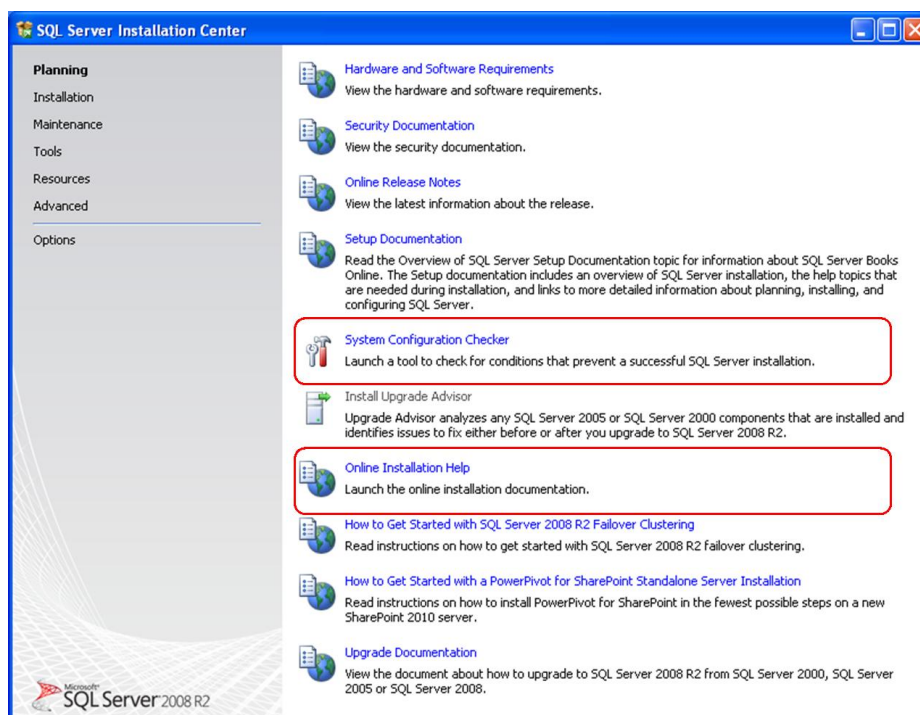 SQL Server Installation Center
Planning
Installation
Maintenance
Tools
Resources
Advanced
Options
Hardware and Software Requirements
View the hardware and software requirements.
Security Documentation
View the security documentation.
Online Release Notes
View the latest information about the release.
Setup Documentation
Read the Overview of SQL Server Setup Documentation topic for information about SQL Server Books
Online. The Setup documentation includes an overview of SQL Server installation, the help topics that
are needed during installation, and links to more detailed information about planning, installing, and
configuring SQL Server.
System Configuration Checker
Launch a tool to check for conditions that prevent a successful SQL Server installation.
Install Upgrade Advisor
Upgrade Advisor analyzes any SQL Server 2005 or SQL Server 2000 components that are installed and
identifies issues to fix either before or after you upgrade to SQL Server 2008 R2.
Online Installation Help
Launch the online installation documentation.
How to Get Started with SQL Server 2008 R2 Failover Clustering
Read instructions on how to get started with SQL Server 2008 R2 failover clustering.
How to Get Started with a PowerPivot for SharePoint Standalone Server Installation
Read instructions on how to install PowerPivot for SharePoint in the fewest possible steps on a new
SharePoint 2010 server.
Upgrade Documentation
View the document about how to upgrade to SQL Server 2008 R2 from SQL Server 2000, SQL Server
2005 or SQL Server 2008.
Microsoft
SQL Server 2008 R2